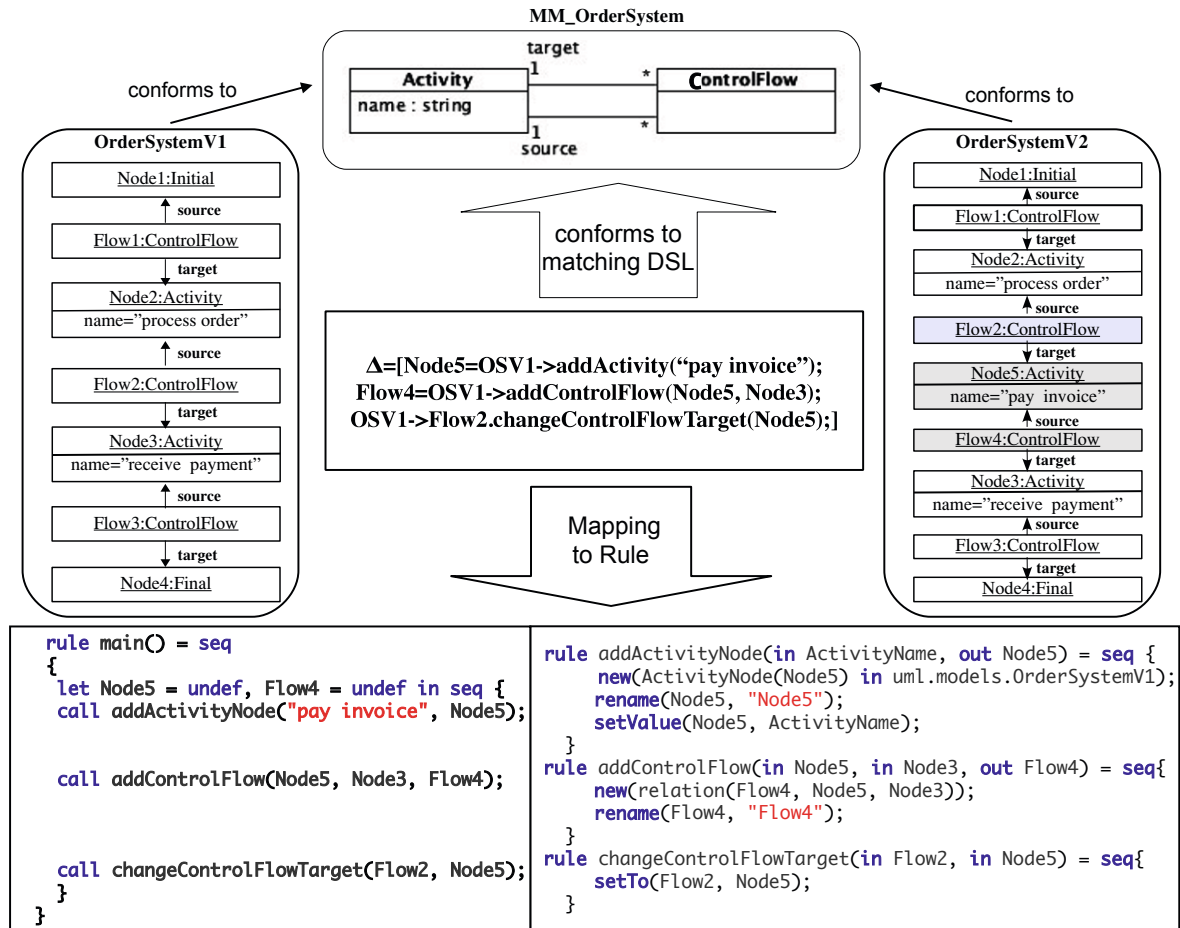 MM_OrderSystem
target
1
*
Activity
ControlFlow
name : string
1
*
source
conforms to
conforms to
OrderSystemV1
Node1:Initial
source
Flow1:ControlFlow
target
Node2:Activity
name=”process order”
source
Flow2:ControlFlow
target
Node3:Activity
name=”receive payment”
source
Flow3:ControlFlow
target
Node4:Final
conforms to
matching DSL
Δ=[Node5=OSV1->addActivity(“pay invoice”);
Flow4=OSV1->addControlFlow(Node5, Node3);
OSV1->Flow2.changeControlFlowTarget(Node5);]
Mapping
to Rule
OrderSystemV2
Node1:Initial
source
Flow1:ControlFlow
target
Node2:Activity
name=”process order”
source
Flow2:ControlFlow
target
Node5:Activity
name=”pay invoice”
source
Flow4:ControlFlow
target
Node3:Activity
name=”receive payment”
source
Flow3:ControlFlow
target
Node4:Final
rule main() = seq
{
let Node5 = undef, Flow4 = undef in seq {
call addActivityNode("pay invoice", Node5);
call addControlFlow(Node5, Node3, Flow4);
call changeControlFlowTarget(Flow2, Node5);
}
}
rule addActivityNode(in ActivityName, out Node5) = seq {
new(ActivityNode(Node5) in uml.models.OrderSystemV1);
rename(Node5, "Node5");
setValue(Node5, ActivityName);
}
rule addControlFlow(in Node5, in Node3, out Flow4) = seq{
new(relation(Flow4, Node5, Node3));
rename(Flow4, "Flow4");
}
rule changeControlFlowTarget(in Flow2, in Node5) = seq{
setTo(Flow2, Node5);
}